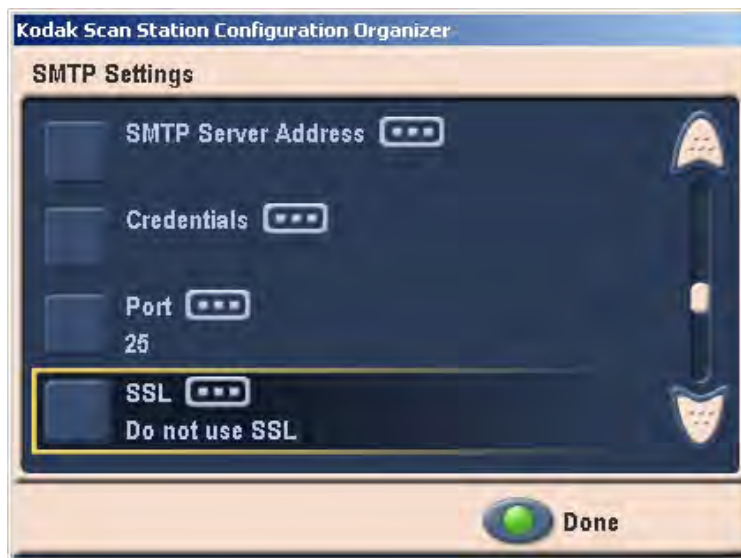 Kodak Scan Station Configuration Organizer
SMTP Settings
SMTP Server Address
Credentials
Port
25
SSL
Do not use SSL
Done